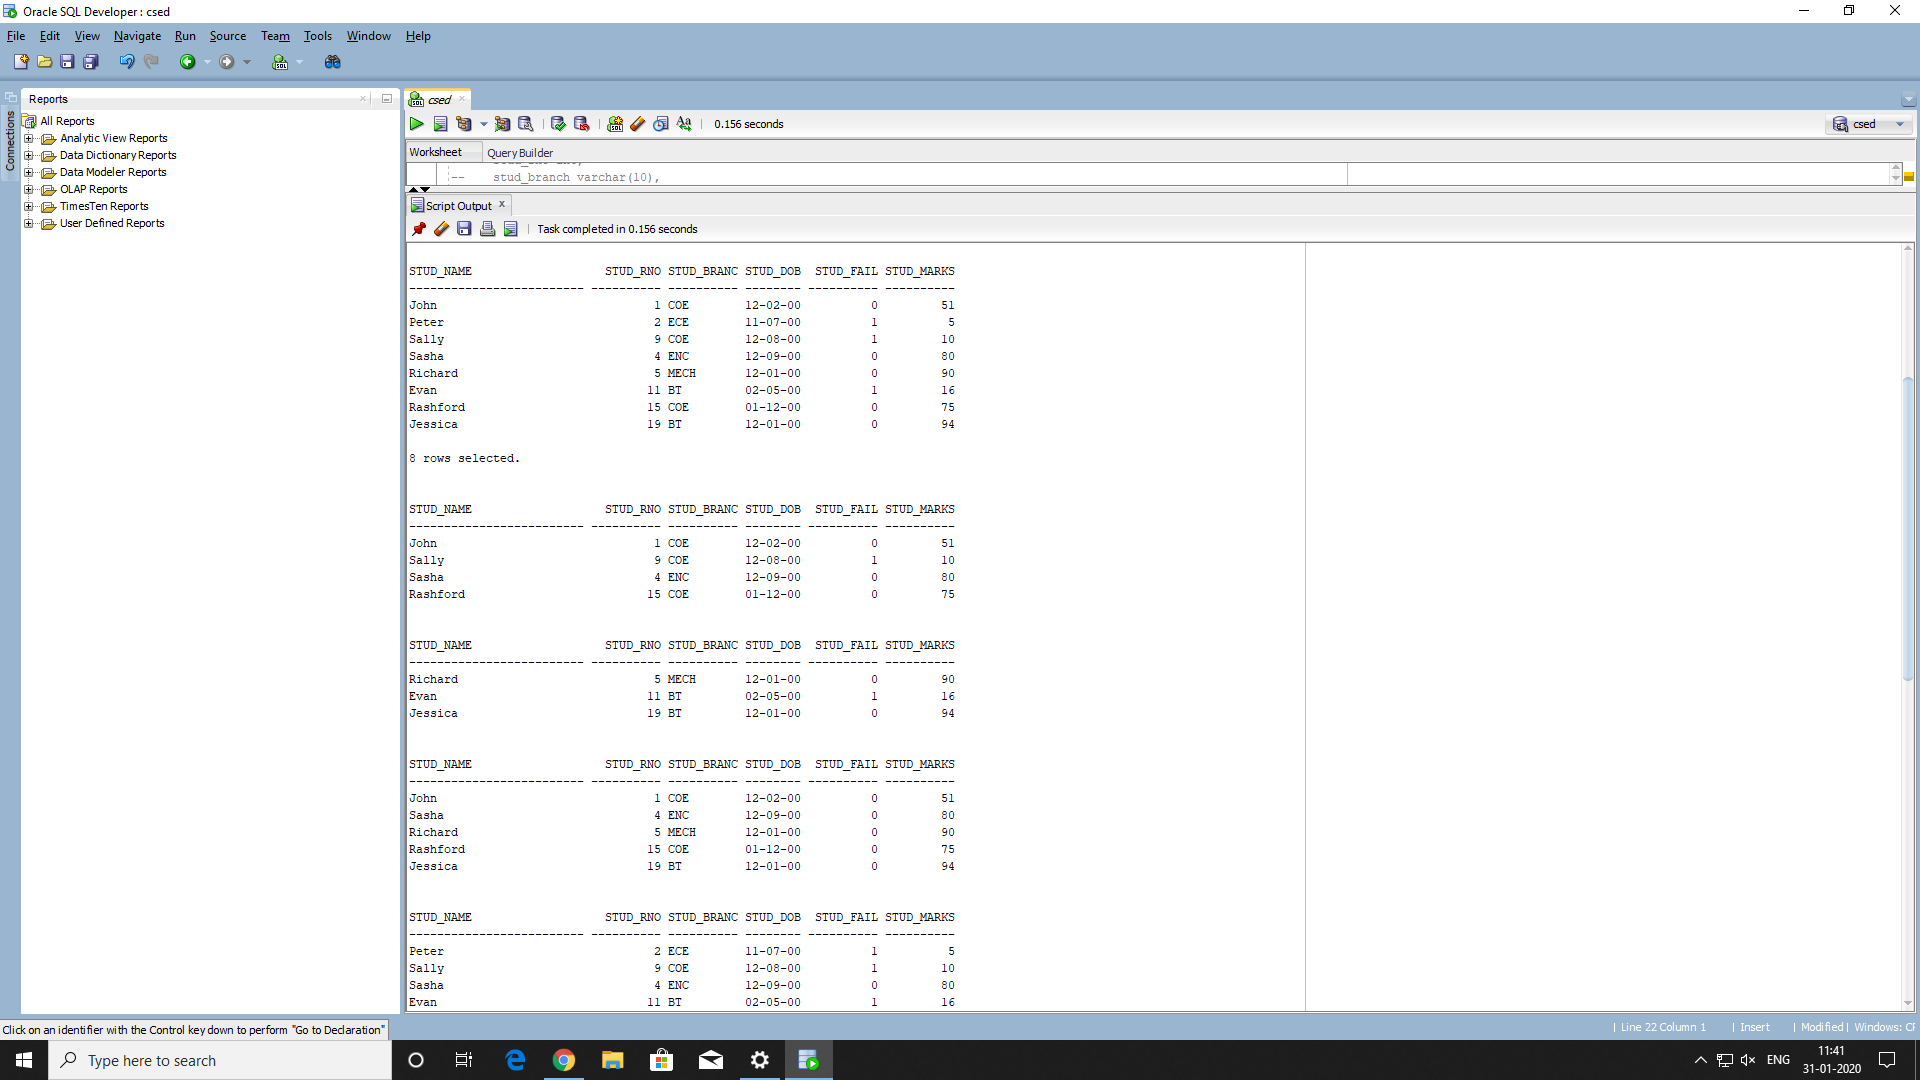 Oracle SQL Developer : csed
File Edit View Navigate Run Source Team Tools Window Help
Connections
Reports
All Reports
Analytic View Reports
Data Dictionary Reports
Data Modeler Reports
OLAP Reports
TimesTen Reports
User Defined Reports
csed
0.156 seconds
csed
Worksheet Query Builder
-- stud_branch varchar(10),
Script Output
Task completed in 0.156 seconds
STUD_NAME STUD_RNO STUD_BRANC STUD_DOB STUD_FAIL STUD_MARKS
------------------------- ---------- ---------- -------- ---------- ----------
John 1 COE 12-02-00 0 51
Peter 2 ECE 11-07-00 1 5
Sally 9 COE 12-08-00 1 10
Sasha 4 ENC 12-09-00 0 80
Richard 5 MECH 12-01-00 0 90
Evan 11 BT 02-05-00 1 16
Rashford 15 COE 01-12-00 0 75
Jessica 19 BT 12-01-00 0 94
8 rows selected.
STUD_NAME STUD_RNO STUD_BRANC STUD_DOB STUD_FAIL STUD_MARKS
------------------------- ---------- ---------- -------- ---------- ----------
John 1 COE 12-02-00 0 51
Sally 9 COE 12-08-00 1 10
Sasha 4 ENC 12-09-00 0 80
Rashford 15 COE 01-12-00 0 75
STUD_NAME STUD_RNO STUD_BRANC STUD_DOB STUD_FAIL STUD_MARKS
------------------------- ---------- ---------- -------- ---------- ----------
Richard 5 MECH 12-01-00 0 90
Evan 11 BT 02-05-00 1 16
Jessica 19 BT 12-01-00 0 94
STUD_NAME STUD_RNO STUD_BRANC STUD_DOB STUD_FAIL STUD_MARKS
------------------------- ---------- ---------- -------- ---------- ----------
John 1 COE 12-02-00 0 51
Sasha 4 ENC 12-09-00 0 80
Richard 5 MECH 12-01-00 0 90
Rashford 15 COE 01-12-00 0 75
Jessica 19 BT 12-01-00 0 94
STUD_NAME STUD_RNO STUD_BRANC STUD_DOB STUD_FAIL STUD_MARKS
------------------------- ---------- ---------- -------- ---------- ----------
Peter 2 ECE 11-07-00 1 5
Sally 9 COE 12-08-00 1 10
Sasha 4 ENC 12-09-00 0 80
Evan 11 BT 02-05-00 1 16
Click on an identifier with the Control key down to perform "Go to Declaration"
Line 22 Column 1 Insert Modified Windows:
Type here to search
ENG
11:41
31-01-2020